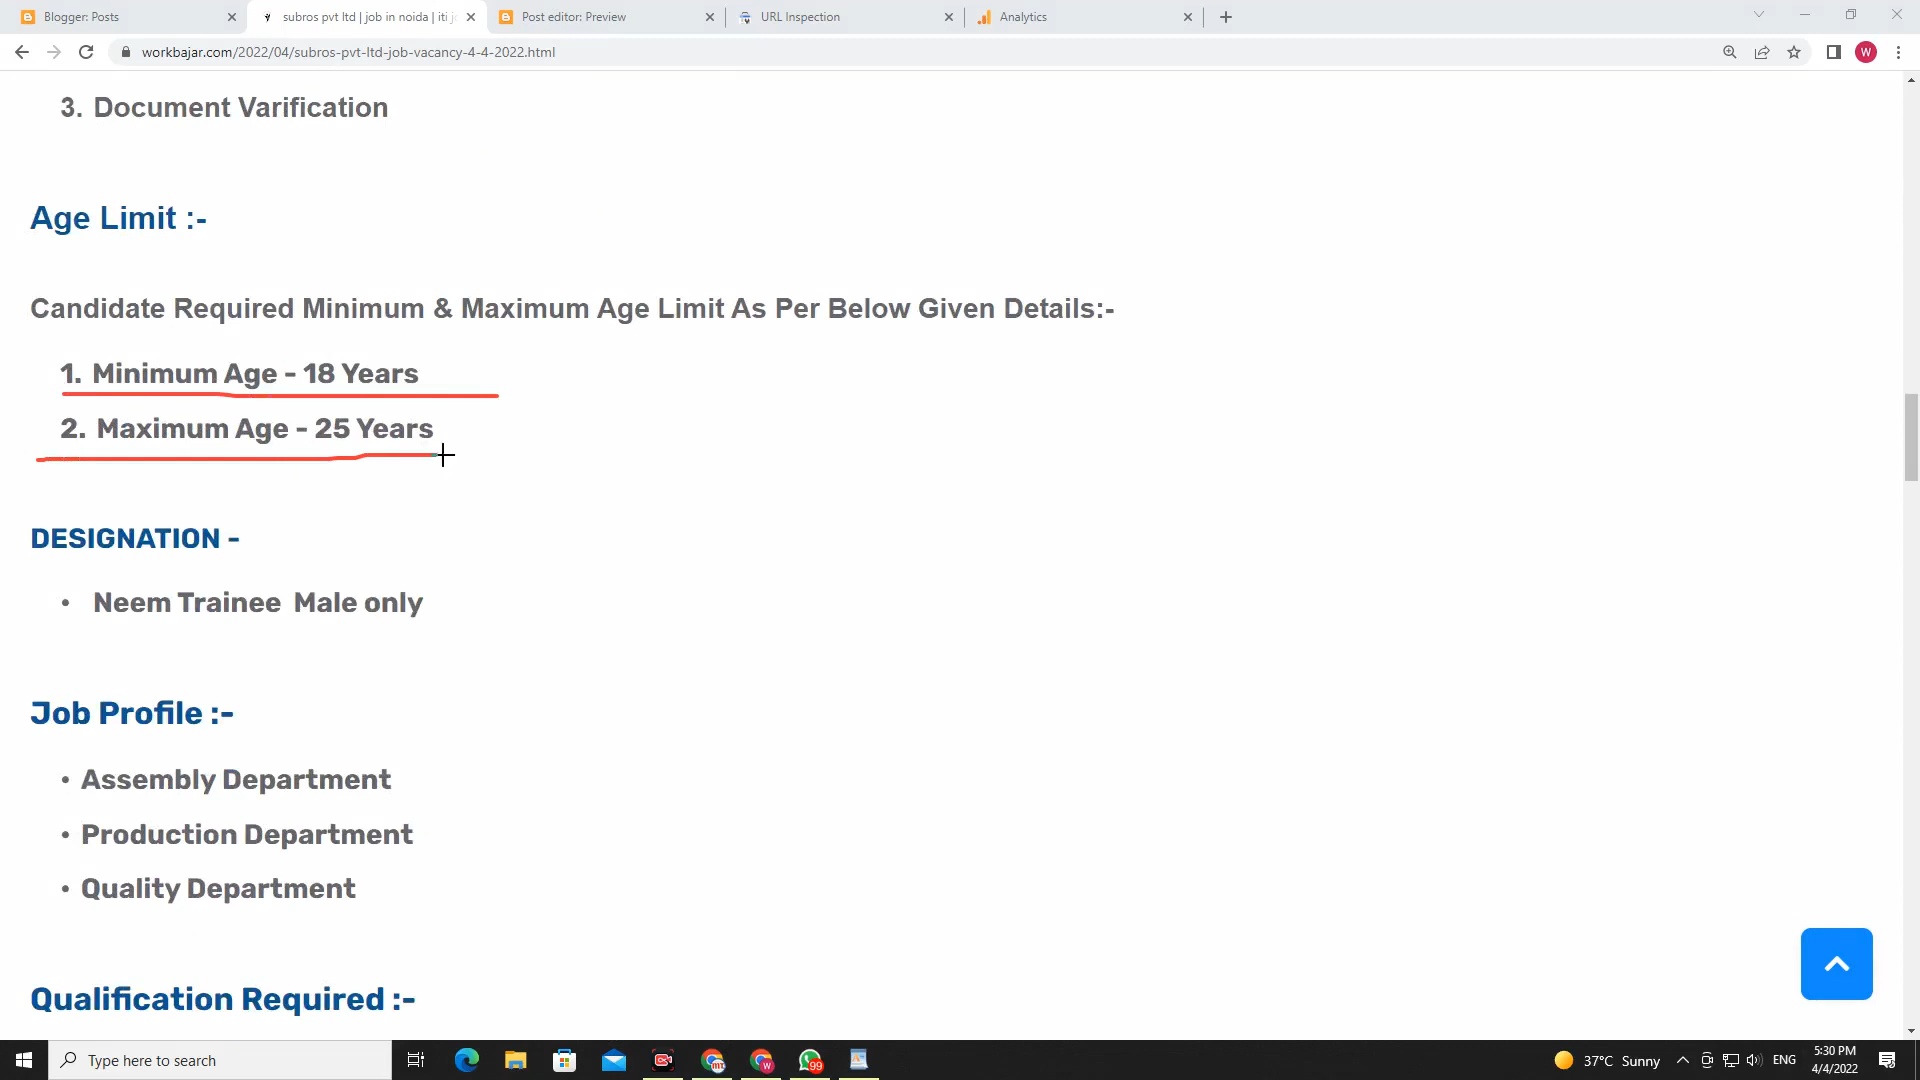 Blogger: Posts
subros pvt ltd | job in noida | iti jo
Post editor: Preview
URL Inspection
Analytics
workbajar.com/2022/04/subros-pvt-ltd-job-vacancy-4-4-2022.html
W
3. Document Varification
Age Limit :-
Candidate Required Minimum & Maximum Age Limit As Per Below Given Details:-
1. Minimum Age - 18 Years
2. Maximum Age - 25 Years
DESIGNATION -
• Neem Trainee  Male only
Job Profile :-
• Assembly Department
• Production Department
• Quality Department
Qualification Required :-
Type here to search
99
37°C Sunny
ENG
5:30 PM
4/4/2022